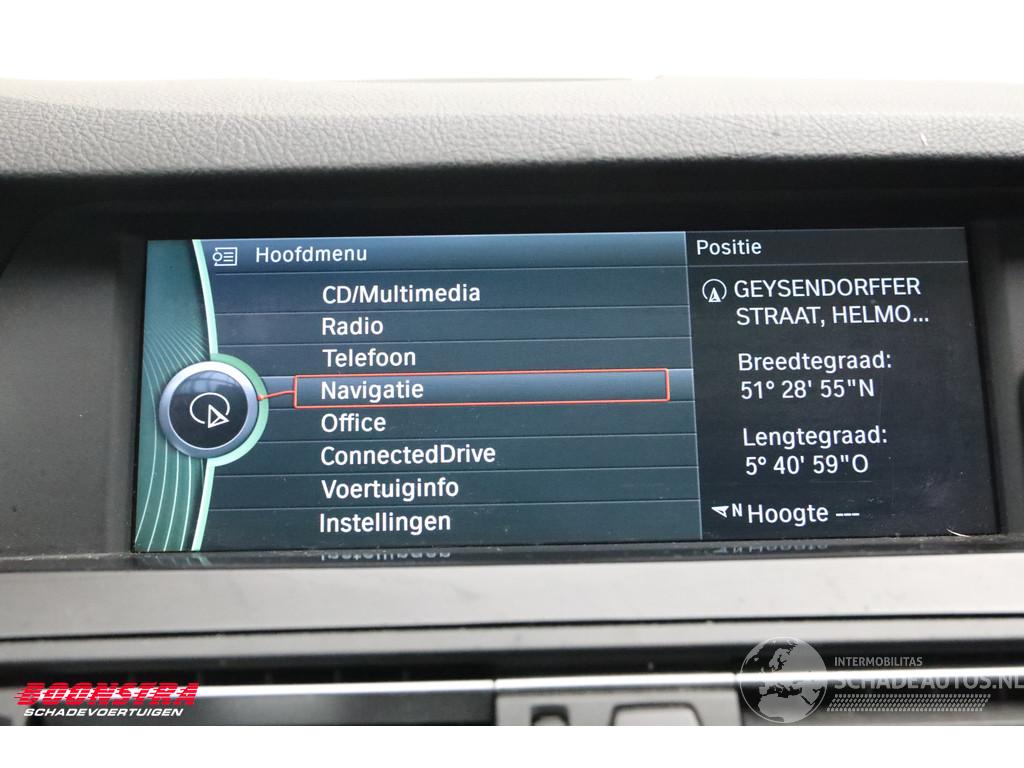 Hoofdmenu
CD/Multimedia
Radio
Telefoon
Navigatie
Office
ConnectedDrive
Voertuiginfo
Instellingen
Positie
GEYSENDORFFER
STRAAT, HELMO...
Breedtegraad:
51° 28' 55"N
Lengtegraad:
5° 40' 59"O
N Hoogte ---
BOONSTRA
SCHADEVOERTUIGEN
INTERMOBILITAS
SCHADEAUTOS.NL